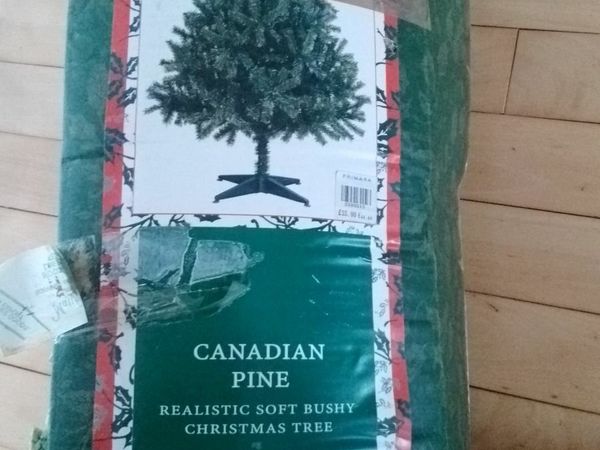 PRIMARK
CANADIAN
PINE
REALISTIC SOFT BUSHY
CHRISTMAS TREE